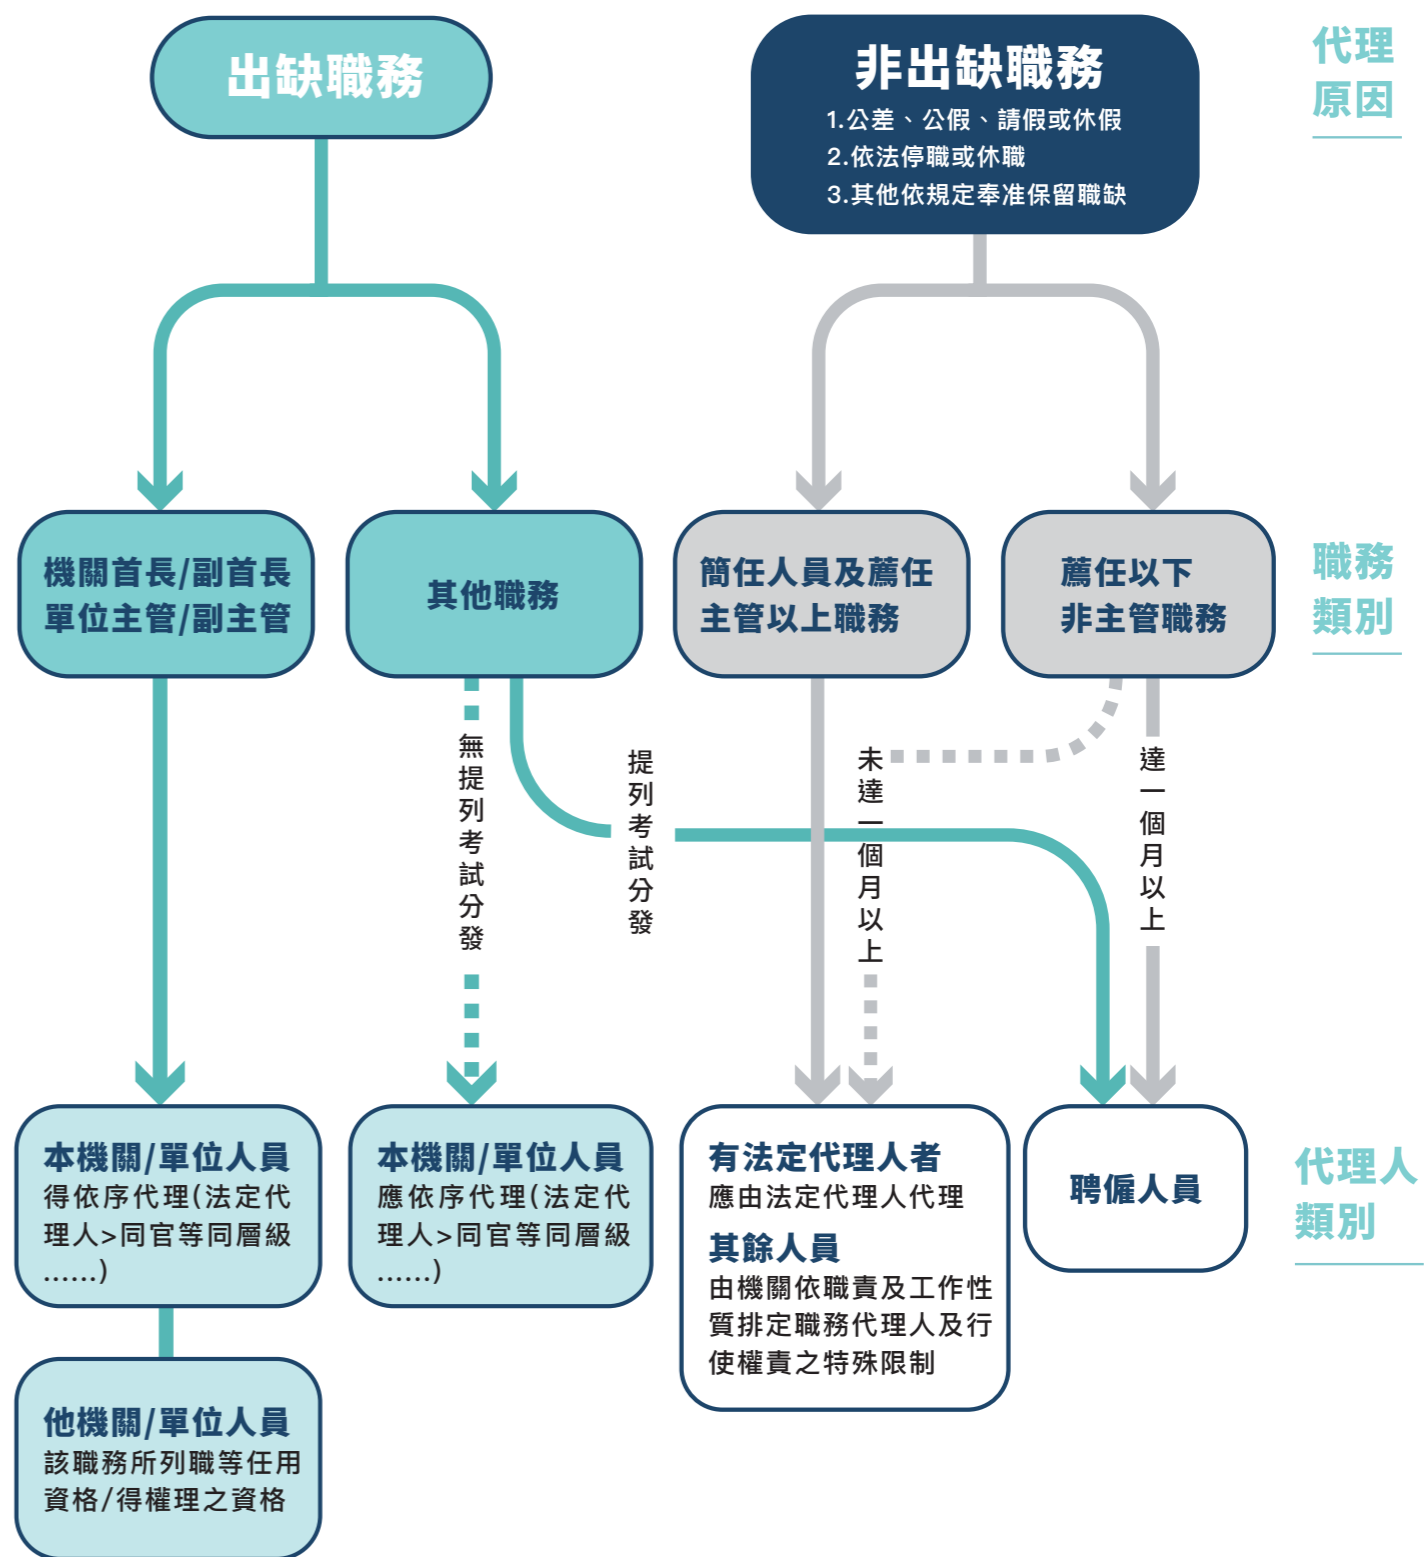 出缺職務
非出缺職務
1.公差、公假、請假或休假
2.依法停職或休職
3.其他依規定奉准保留職缺
代理
原因
機關首長/副首長
單位主管/副主管
其他職務
簡任人員及薦任
主管以上職務
薦任以下
非主管職務
職務
類別
無提列考試分發
提列考試分發
未達一個月以上
達一個月以上
本機關/單位人員
得依序代理(法定代
理人>同官等同層級
......)
本機關/單位人員
應依序代理(法定代
理人>同官等同層級
......)
有法定代理人者
應由法定代理人代理
其餘人員
由機關依職責及工作性
質排定職務代理人及行
使權責之特殊限制
聘僱人員
代理人
類別
他機關/單位人員
該職務所列職等任用
資格/得權理之資格